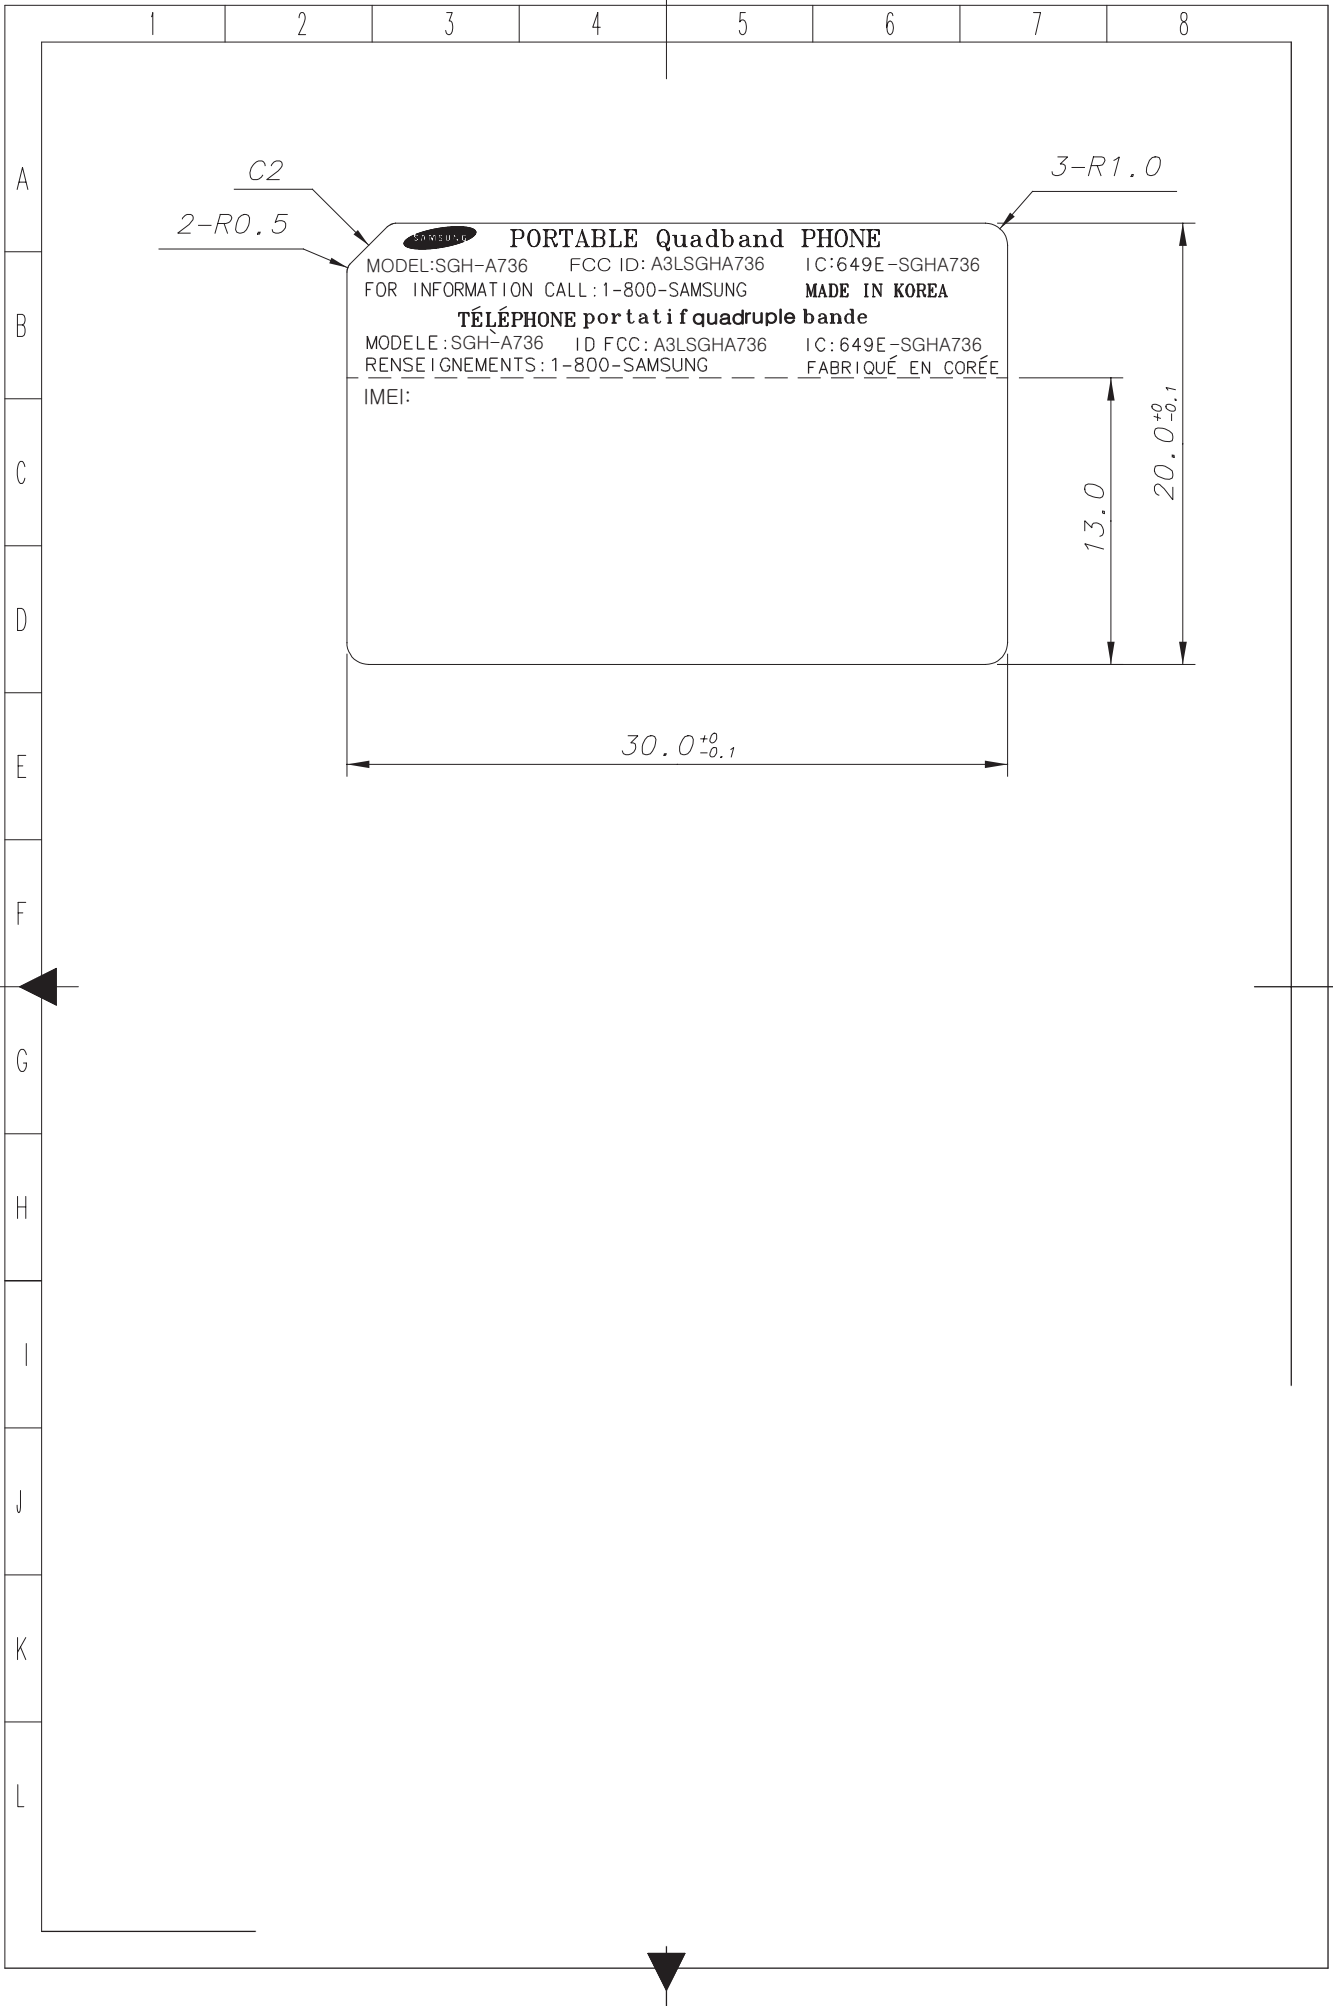 1 2 3 4 5 6 7 8
A
C2
3-R1.0
2-R0.5
SAMSUNG PORTABLE Quadband PHONE
MODEL:SGH-A736 FCC ID: A3LSGHA736 IC:649E-SGHA736
FOR INFORMATION CALL:1-800-SAMSUNG MADE IN KOREA
B
TÉLÉPHONE portatif quadruple bande
MODÈLE:SGH-A736 ID FCC: A3LSGHA736 IC:649E-SGHA736
RENSEIGNEMENTS:1-800-SAMSUNG FABRIQUÉ EN CORÉE
IMEI:
20.0 +0 -0.1
C
13.0
D
30.0 +0 -0.1
E
F
G
H
I
J
K
L